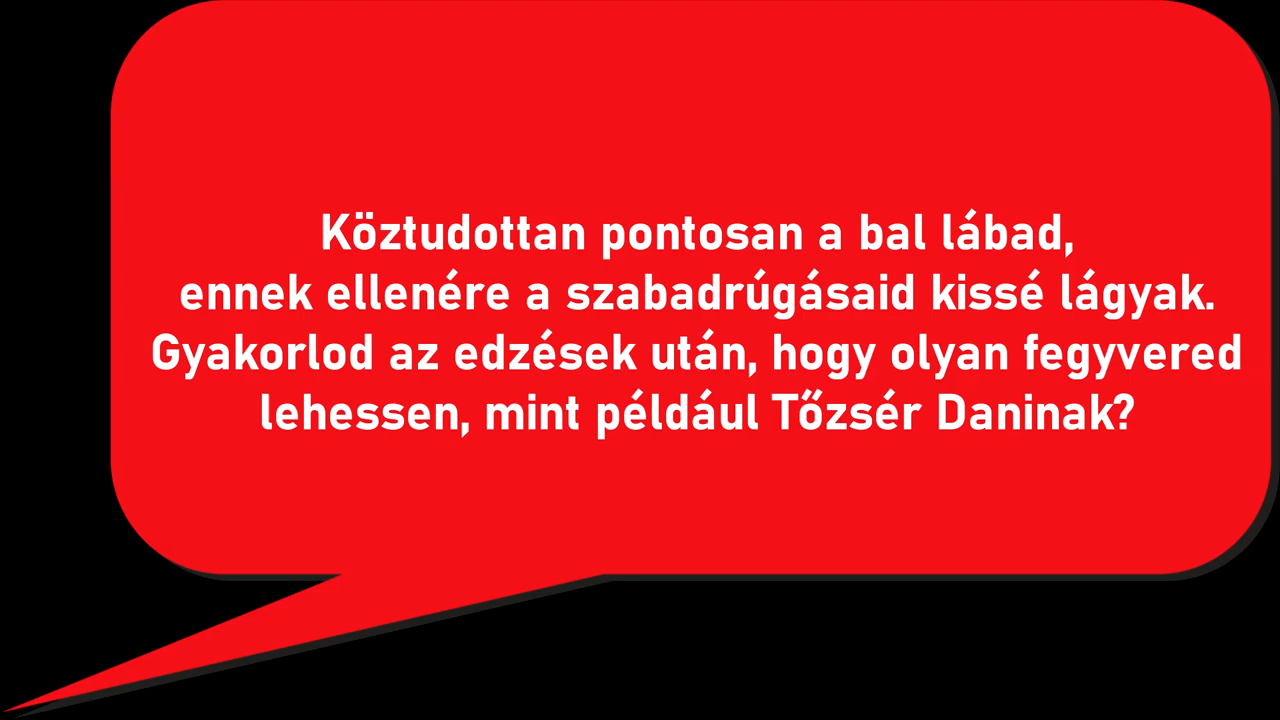 Köztudottan pontosan a bal lábad,
ennek ellenére a szabadrúgásaid kissé lágyak.
Gyakorlod az edzések után, hogy olyan fegyvered
lehessen, mint például Tőzsér Daninak?